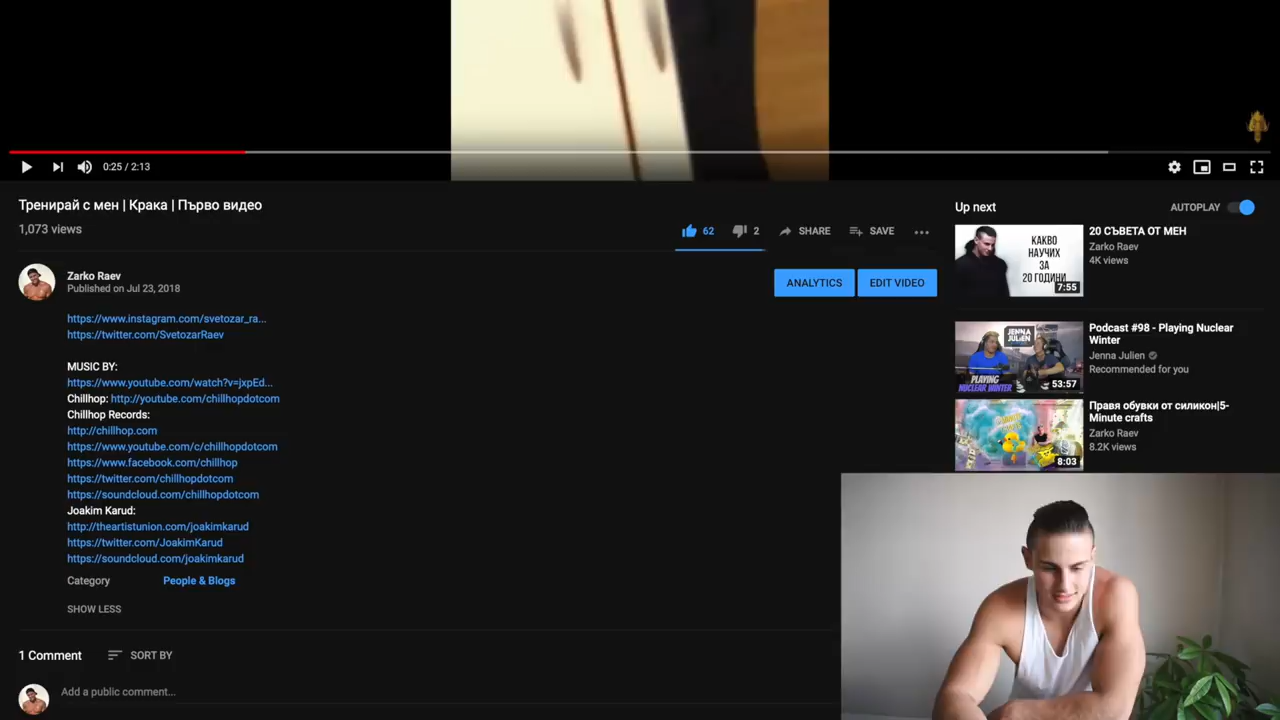 0:25 / 2:13
Тренирай с мен | Крака | Първо видео
1,073 views
62
2
SHARE
SAVE
Zarko Raev
Published on Jul 23, 2018
ANALYTICS
EDIT VIDEO
https://www.instagram.com/svetozar_ra...
https://twitter.com/SvetozarRaev
MUSIC BY:
https://www.youtube.com/watch?v=jxpEd...
Chillhop: http://youtube.com/chillhopdotcom
Chillhop Records:
http://chillhop.com
https://www.youtube.com/c/chillhopdotcom
https://www.facebook.com/chillhop
https://twitter.com/chillhopdotcom
https://soundcloud.com/chillhopdotcom
Joakim Karud:
http://theartistunion.com/joakimkarud
https://twitter.com/JoakimKarud
https://soundcloud.com/joakimkarud
Category People & Blogs
SHOW LESS
1 Comment
SORT BY
Add a public comment...
Up next
AUTOPLAY
КАКВО
НАУЧИХ
ЗА
20 ГОДИНИ
7:55
20 СЪВЕТА ОТ МЕН
Zarko Raev
4K views
JENNA
JULIEN
PLAYING
NUCLEAR WINTER
53:57
Podcast #98 - Playing Nuclear
Winter
Jenna Julien
Recommended for you
8:03
Правя обувки от силикон|5-
Minute crafts
Zarko Raev
8.2K views